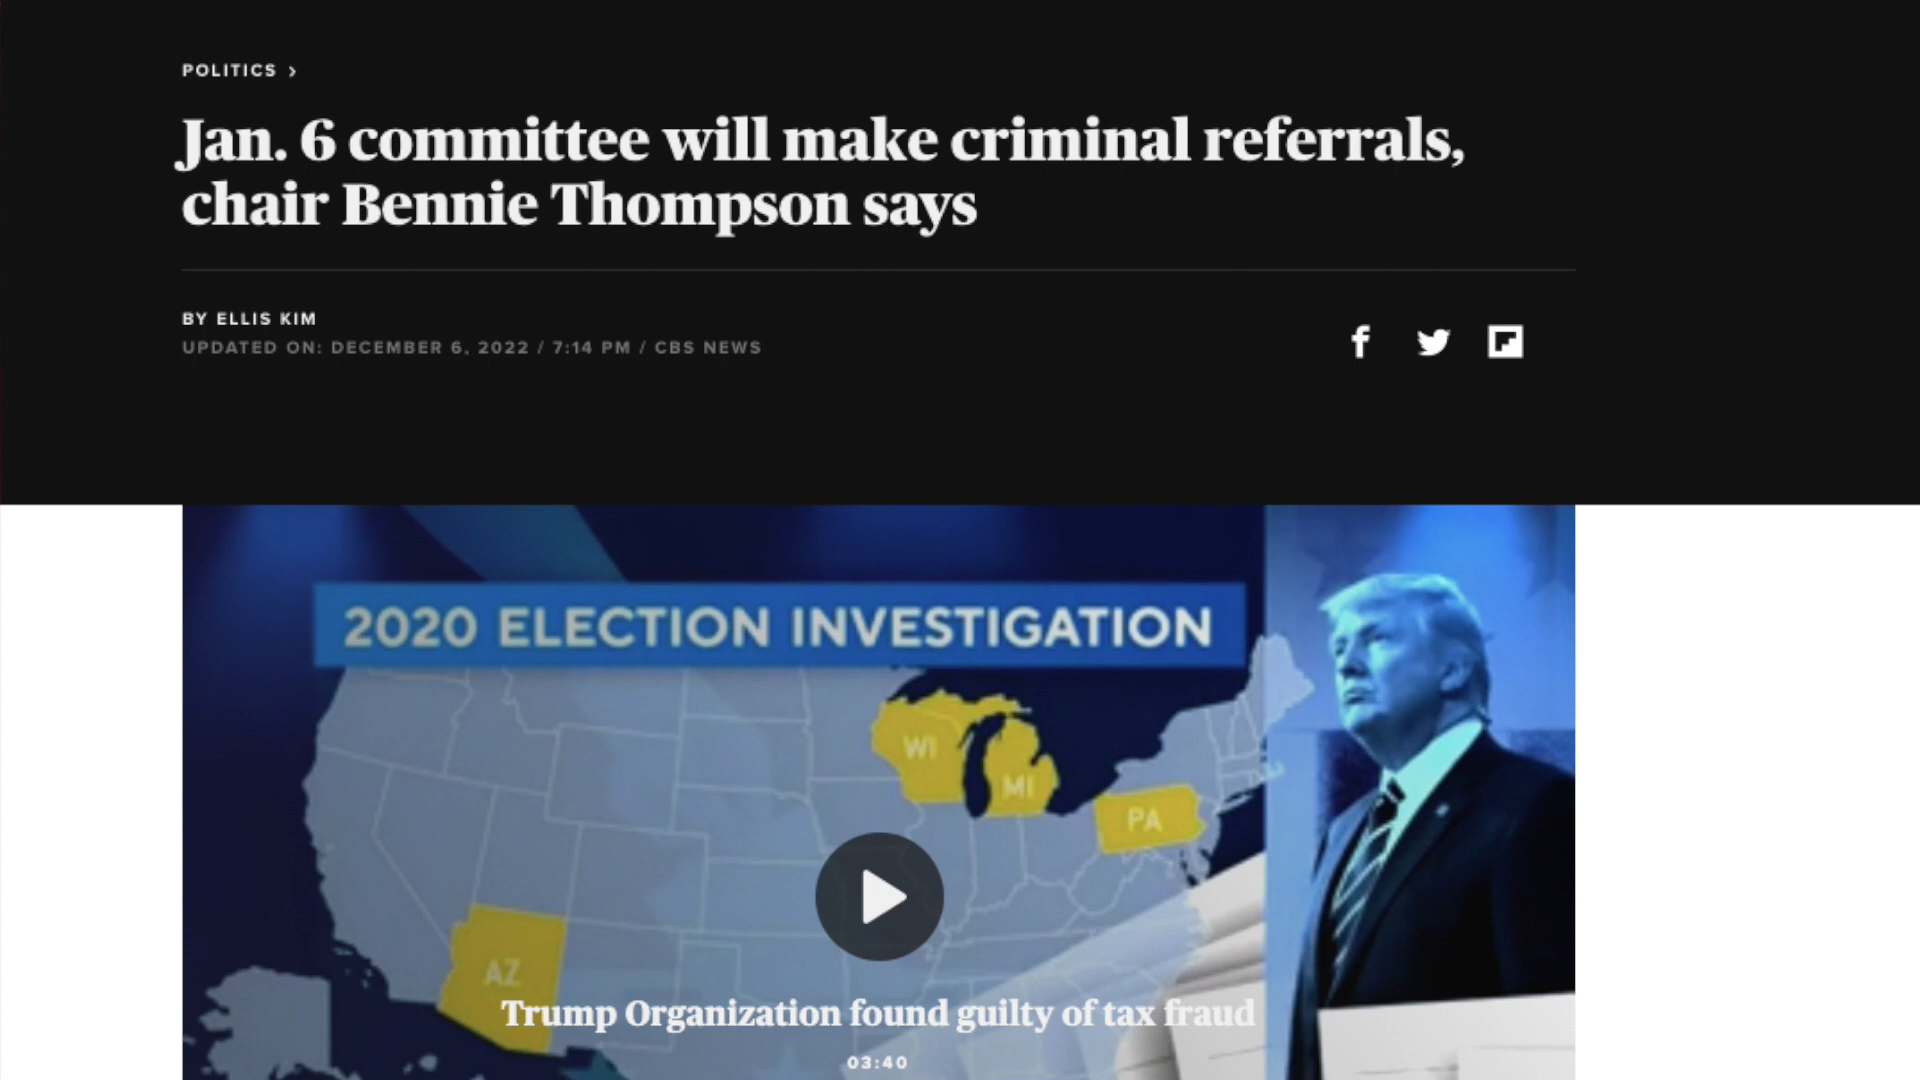 POLITICS >
Jan. 6 committee will make criminal referrals,
chair Bennie Thompson says
BY ELLIS KIM
UPDATED ON: DECEMBER 6, 2022 / 7:14 PM / CBS NEWS
2020 ELECTION INVESTIGATION
WI
MI
PA
AZ
Trump Organization found guilty of tax fraud
03:40